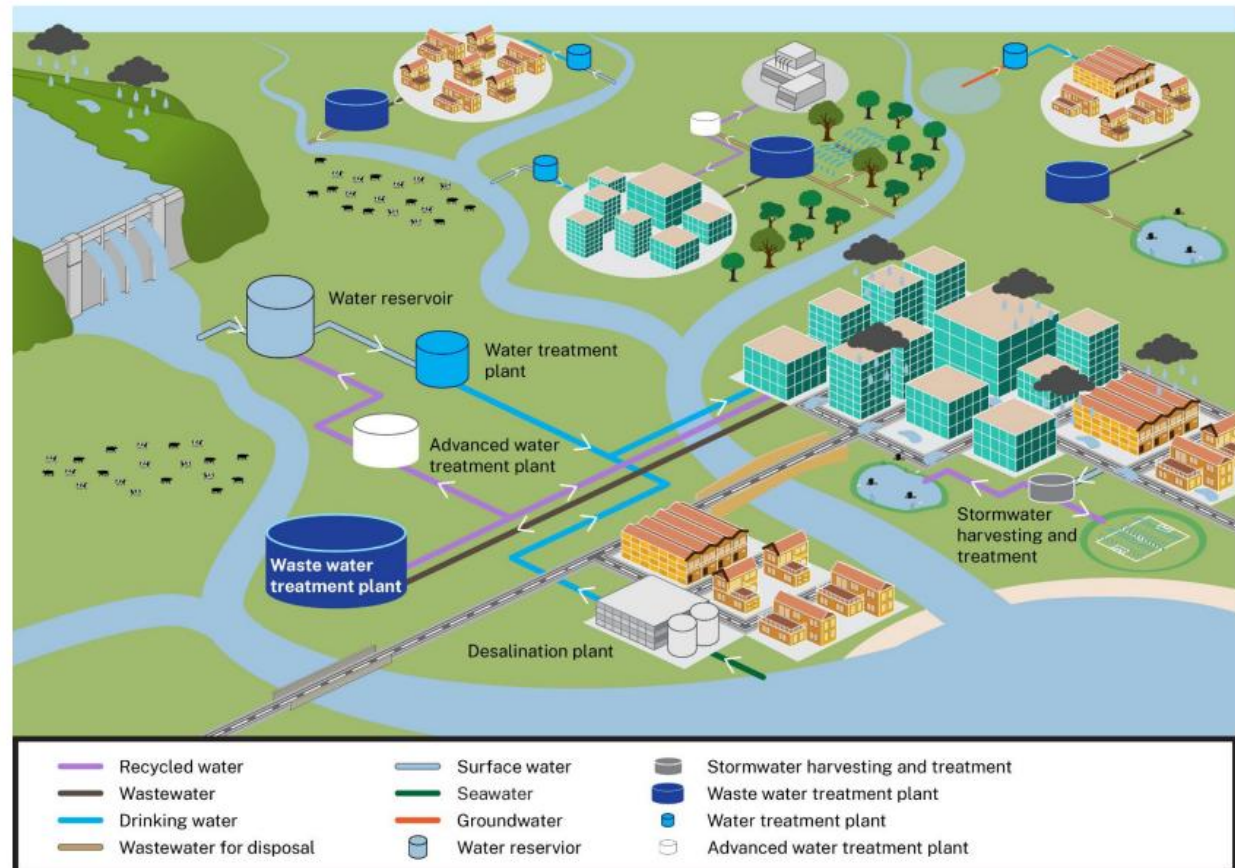 Water reservoir
Water treatment
plant
Advanced water
treatment plant
Waste water
treatment plant
Stormwater
harvesting and
treatment
Desalination plant
Recycled water
Wastewater
Drinking water
Wastewater for disposal
Surface water
Seawater
Groundwater
Water reservior
Stormwater harvesting and treatment
Waste water treatment plant
Water treatment plant
Advanced water treatment plant